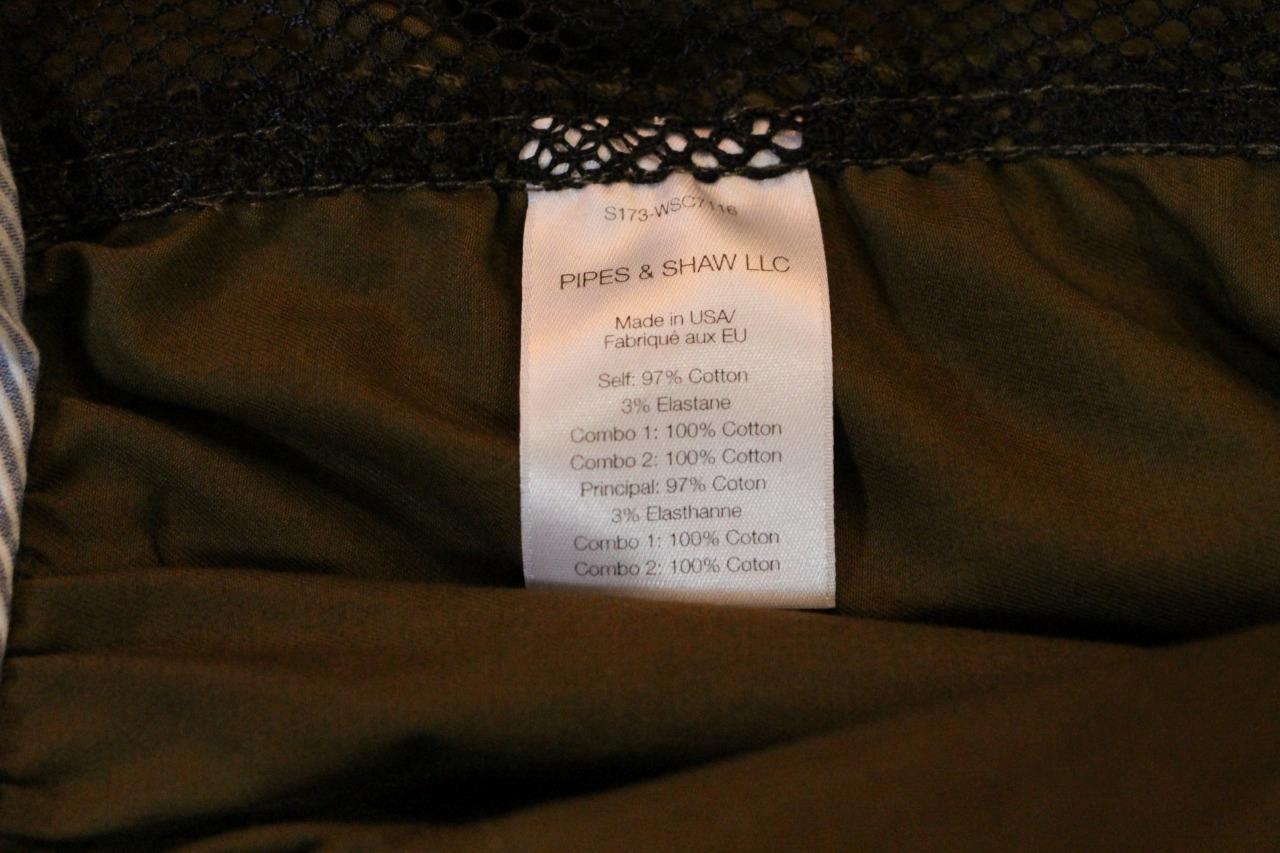 S173-WSC7116
PIPES & SHAW LLC
Made in USA/
Fabriqué aux EU
Self: 97% Cotton
3% Elastane
Combo 1: 100% Cotton
Combo 2: 100% Cotton
Principal: 97% Coton
3% Elasthanne
Combo 1: 100% Coton
Combo 2: 100% Coton